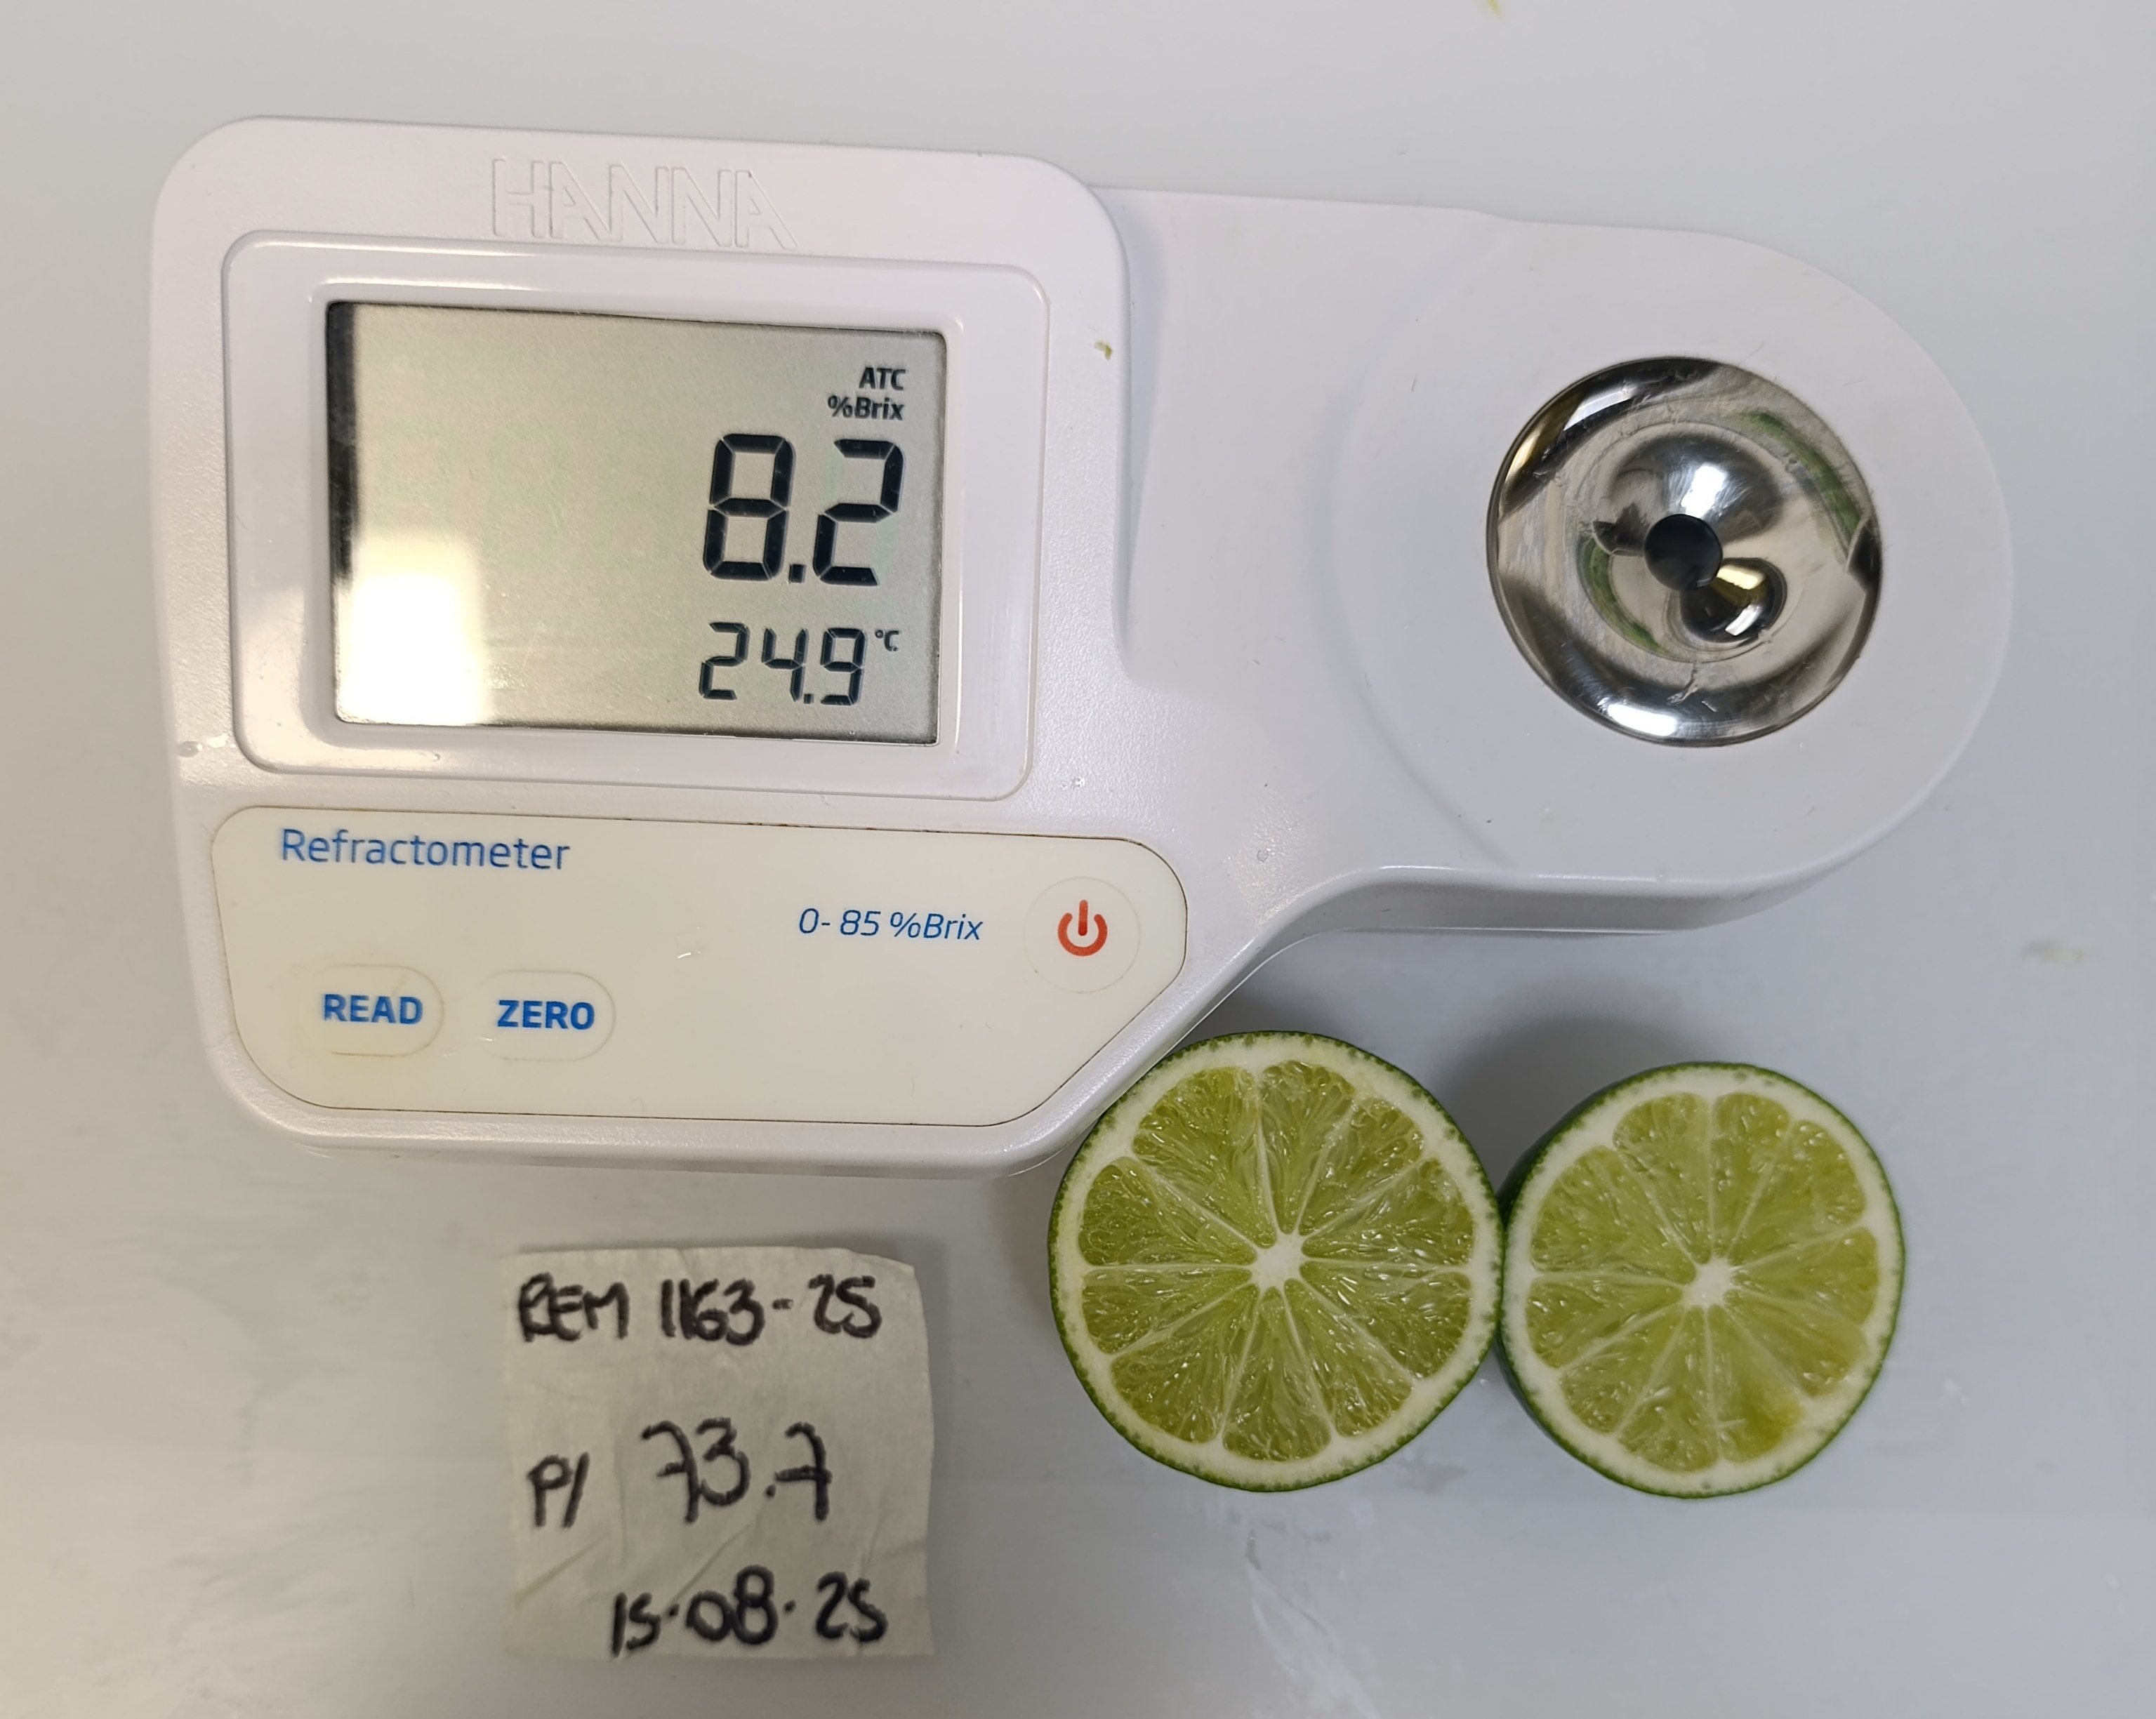 HANNA
ATC
%Brix
8.2
24.9 °C
Refractometer
0- 85 %Brix
READ ZERO
REM 1163-25
P/ 73.7
15.08.25